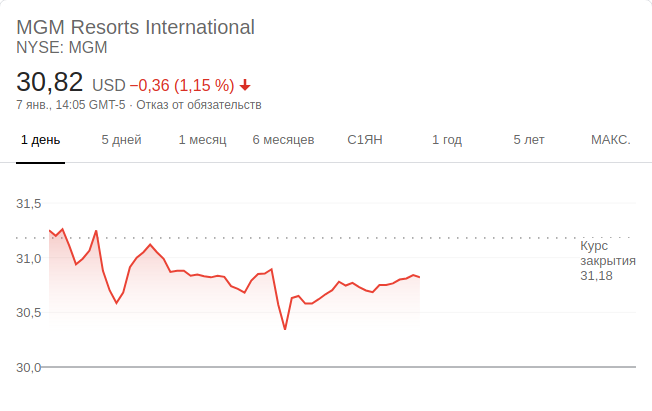 MGM Resorts International
NYSE: MGM
30,82 USD −0,36 (1,15 %)
7 янв., 14:05 GMT-5 · Отказ от обязательств
1 день 5 дней 1 месяц 6 месяцев С1ЯН 1 год 5 лет МАКС.
31,5
31,0
30,5
30,0
Курс
закрытия
31,18